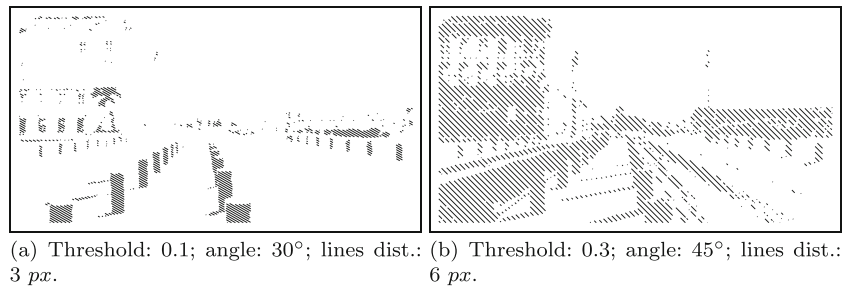 (a) Threshold: 0.1; angle: 30°; lines dist.: 3 px.
(b) Threshold: 0.3; angle: 45°; lines dist.: 6 px.